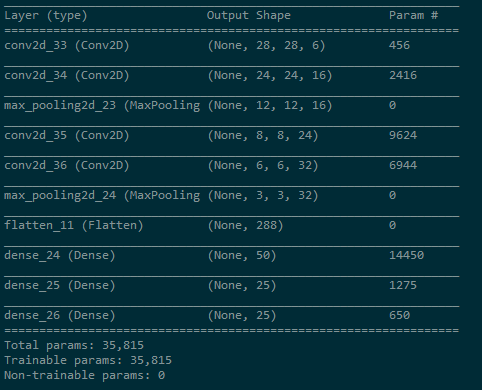 Layer (type) Output Shape Param #
=================================================================
conv2d_33 (Conv2D) (None, 28, 28, 6) 456
conv2d_34 (Conv2D) (None, 24, 24, 16) 2416
max_pooling2d_23 (MaxPooling (None, 12, 12, 16) 0
conv2d_35 (Conv2D) (None, 8, 8, 24) 9624
conv2d_36 (Conv2D) (None, 6, 6, 32) 6944
max_pooling2d_24 (MaxPooling (None, 3, 3, 32) 0
flatten_11 (Flatten) (None, 288) 0
dense_24 (Dense) (None, 50) 14450
dense_25 (Dense) (None, 25) 1275
dense_26 (Dense) (None, 25) 650
=================================================================
Total params: 35,815
Trainable params: 35,815
Non-trainable params: 0